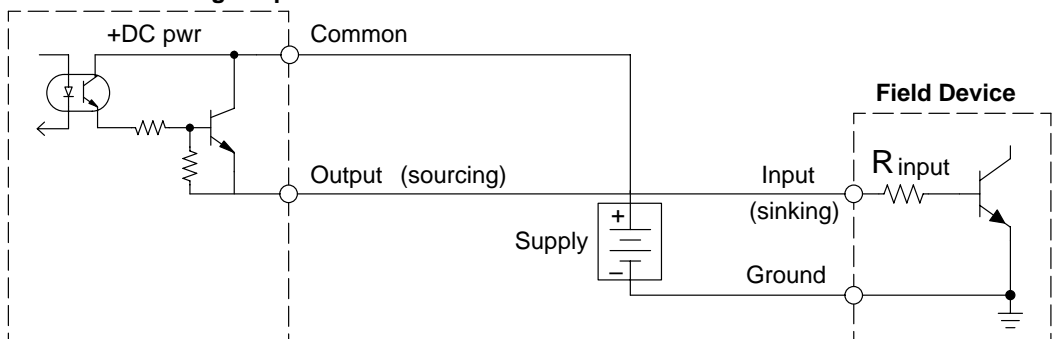 +DC pwr
Common
Field Device
Output (sourcing)
Input
(sinking)
R input
+
Supply
–
Ground